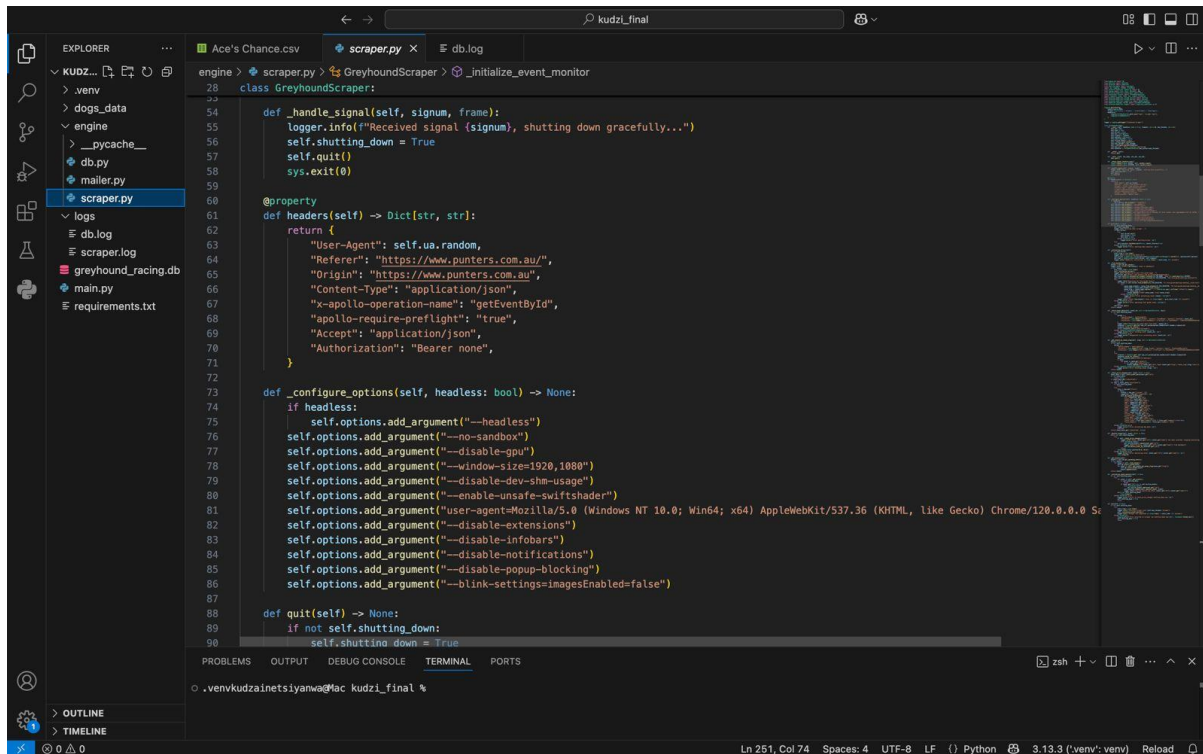 kudzi_final
EXPLORER
KUDZ...
.venv
dogs_data
engine
__pycache__
db.py
mailer.py
scraper.py
logs
db.log
scraper.log
greyhound_racing.db
main.py
requirements.txt
OUTLINE
TIMELINE
Ace's Chance.csv
scraper.py
db.log
engine > scraper.py > GreyhoundScraper > _initialize_event_monitor
28 class GreyhoundScraper:
53
54     def _handle_signal(self, signum, frame):
55         logger.info(f"Received signal {signum}, shutting down gracefully...")
56         self.shutting_down = True
57         self.quit()
58         sys.exit(0)
59
60     @property
61     def headers(self) -> Dict[str, str]:
62         return {
63             "User-Agent": self.ua.random,
64             "Referer": "https://www.punters.com.au/",
65             "Origin": "https://www.punters.com.au",
66             "Content-Type": "application/json",
67             "x-apollo-operation-name": "getEventById",
68             "apollo-require-preflight": "true",
69             "Accept": "application/json",
70             "Authorization": "Bearer none",
71         }
72
73     def _configure_options(self, headless: bool) -> None:
74         if headless:
75             self.options.add_argument("--headless")
76         self.options.add_argument("--no-sandbox")
77         self.options.add_argument("--disable-gpu")
78         self.options.add_argument("--window-size=1920,1080")
79         self.options.add_argument("--disable-dev-shm-usage")
80         self.options.add_argument("--enable-unsafe-swiftshader")
81         self.options.add_argument("user-agent=Mozilla/5.0 (Windows NT 10.0; Win64; x64) AppleWebKit/537.36 (KHTML, like Gecko) Chrome/120.0.0.0 Sa
82         self.options.add_argument("--disable-extensions")
83         self.options.add_argument("--disable-infobars")
84         self.options.add_argument("--disable-notifications")
85         self.options.add_argument("--disable-popup-blocking")
86         self.options.add_argument("--blink-settings=imagesEnabled=false")
87
88     def quit(self) -> None:
89         if not self.shutting_down:
90             self.shutting_down = True
PROBLEMS OUTPUT DEBUG CONSOLE TERMINAL PORTS
zsh
.venvkudzainetsiyanwa@Mac kudzi_final %
1
0 0
Ln 251, Col 74 Spaces: 4 UTF-8 LF {} Python 3.13.3 ('.venv': venv) Reload